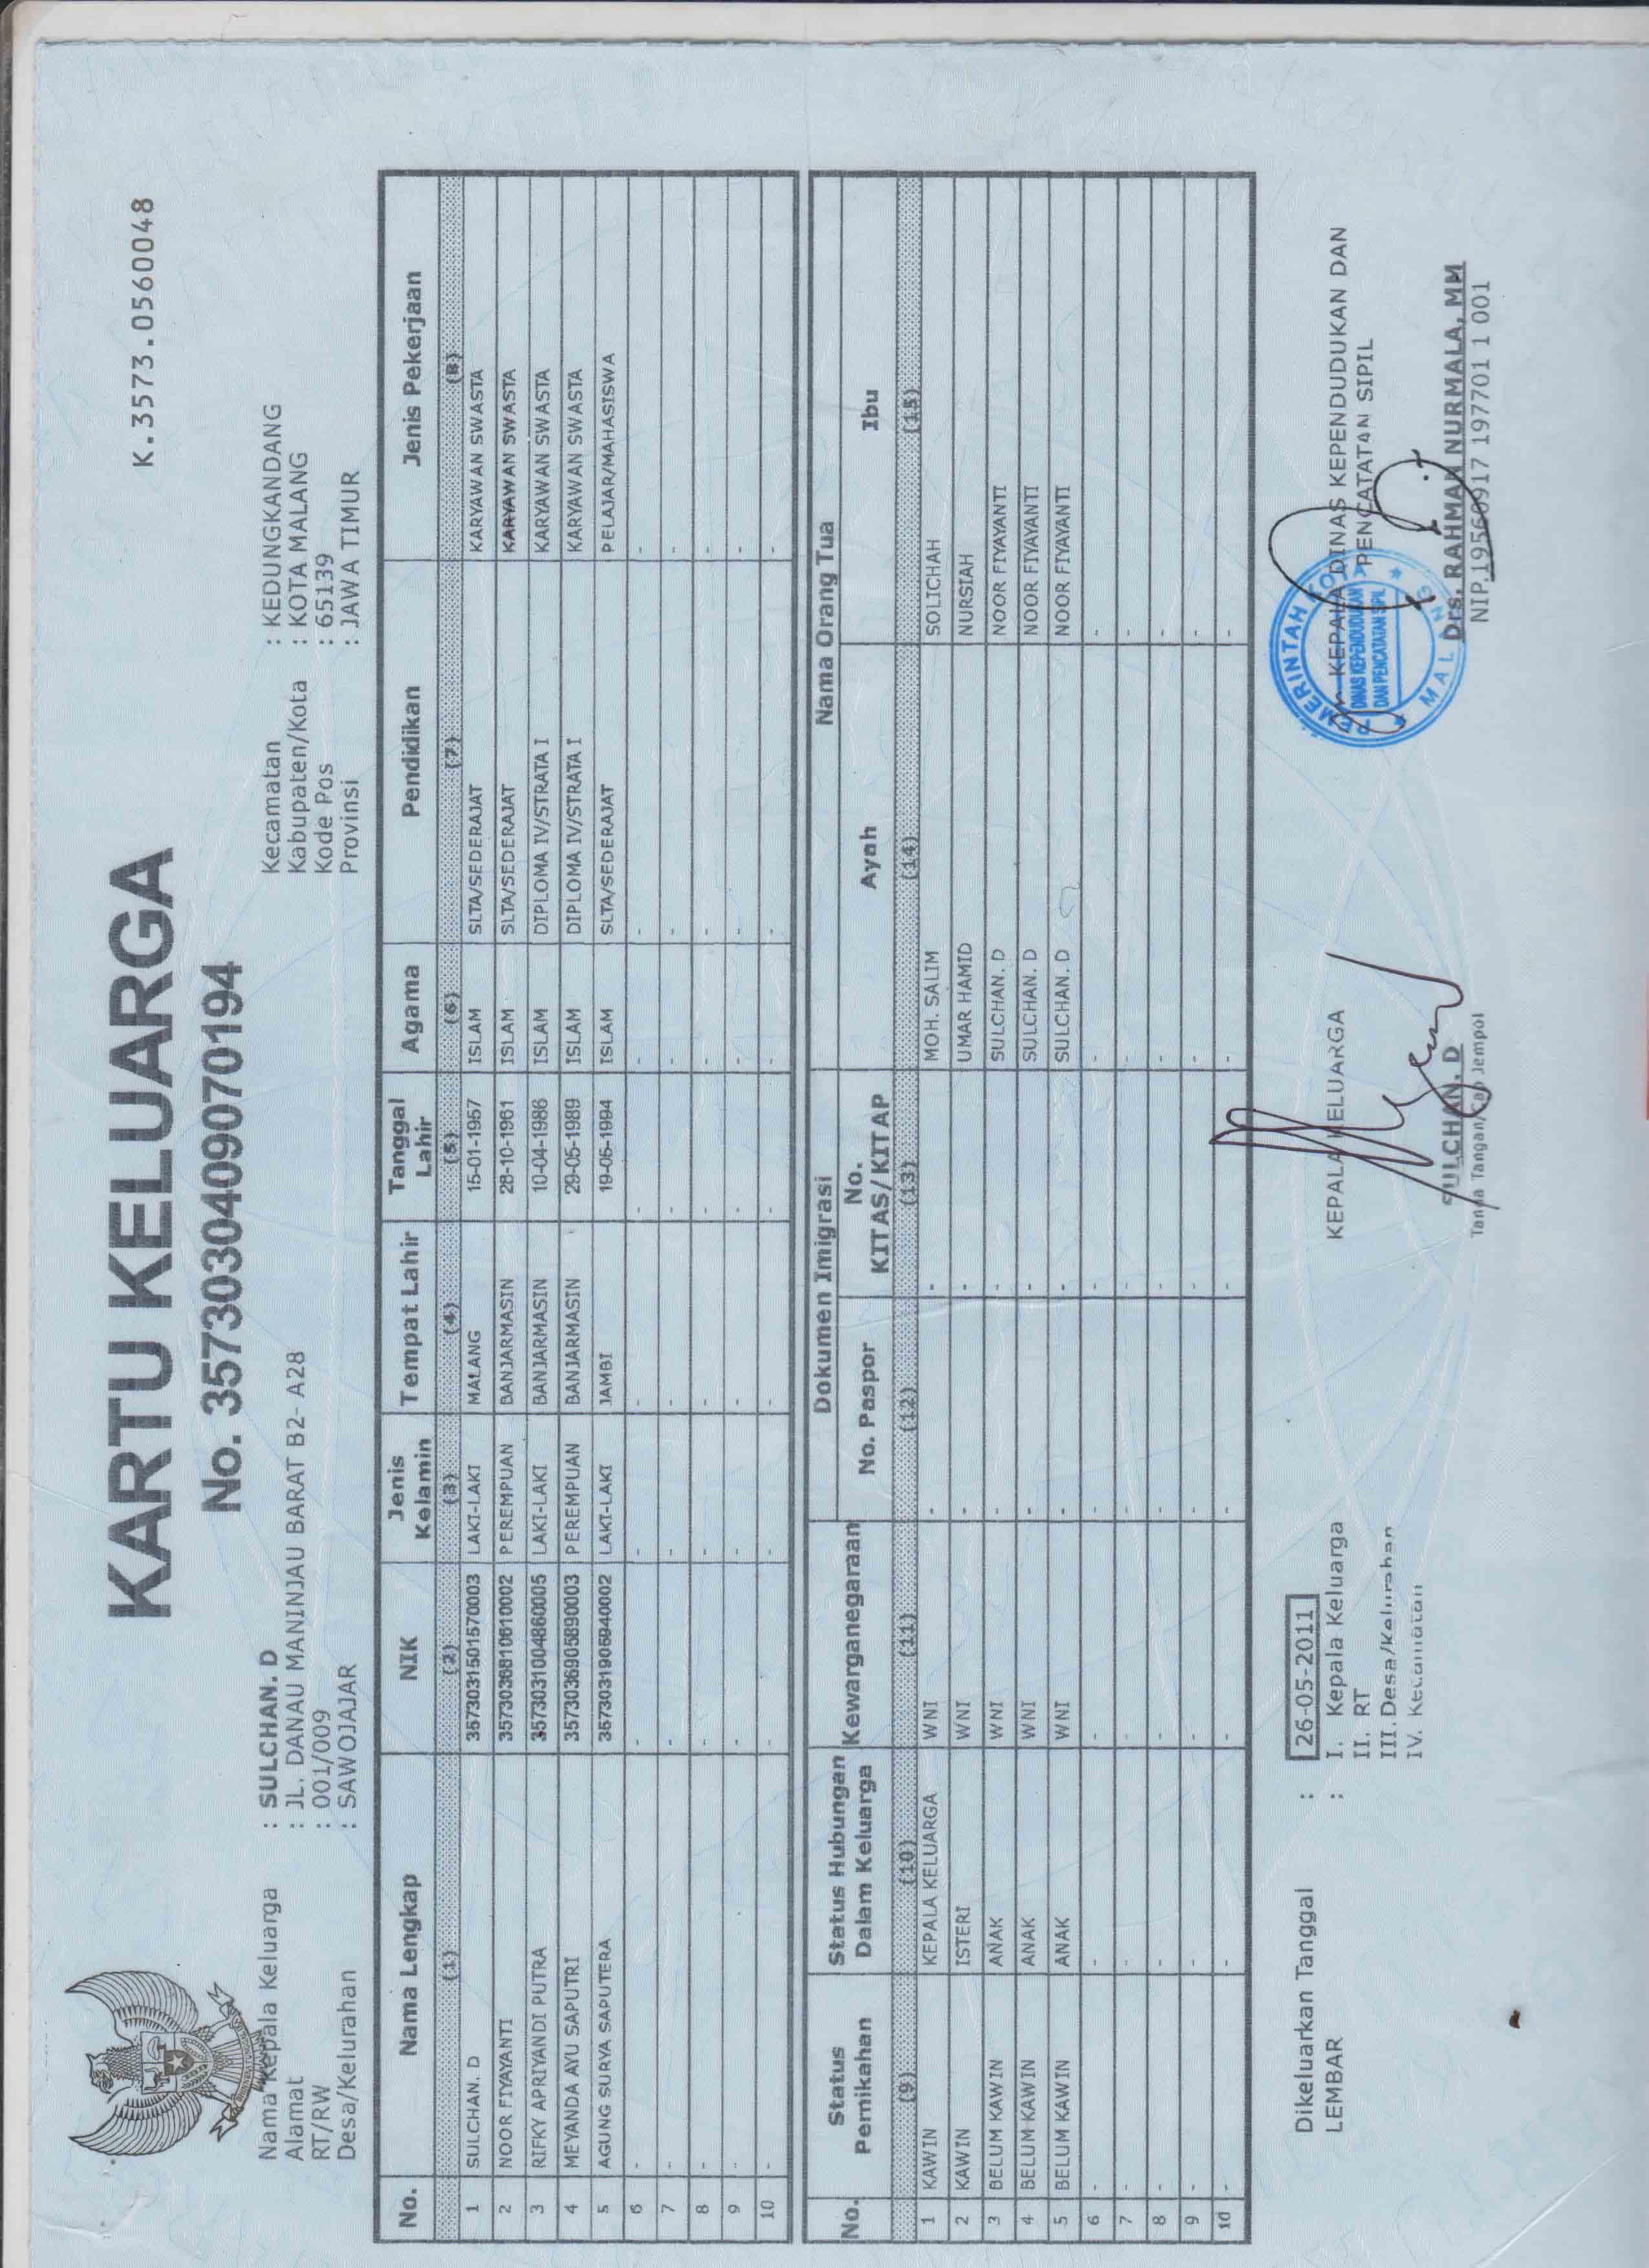 K.3573.0560048
KARTU KELUARGA
No. 3573030409070194
Nama Kepala Keluarga : SULCHAN. D
Alamat : JL. DANAU MANINJAU BARAT B2- A28
RT/RW : 001/009
Desa/Kelurahan : SAWOJAJAR
Kecamatan : KEDUNGKANDANG
Kabupaten/Kota : KOTA MALANG
Kode Pos : 65139
Provinsi : JAWA TIMUR
No. Nama Lengkap NIK Jenis Kelamin Tempat Lahir Tanggal Lahir Agama Pendidikan Jenis Pekerjaan
(1) (2) (3) (4) (5) (6) (7) (8)
1 SULCHAN. D 3573031501570003 LAKI-LAKI MALANG 15-01-1957 ISLAM SLTA/SEDERAJAT KARYAWAN SWASTA
2 NOOR FIYAYANTI 3573036810610002 PEREMPUAN BANJARMASIN 28-10-1961 ISLAM SLTA/SEDERAJAT KARYAWAN SWASTA
3 RIFKY APRIYANDI PUTRA 3573031004860005 LAKI-LAKI BANJARMASIN 10-04-1986 ISLAM DIPLOMA IV/STRATA I KARYAWAN SWASTA
4 MEYANDA AYU SAPUTRI 3573036905890003 PEREMPUAN BANJARMASIN 29-05-1989 ISLAM DIPLOMA IV/STRATA I KARYAWAN SWASTA
5 AGUNG SURYA SAPUTERA LAKI-LAKI JAMBI ISLAM SLTA/SEDERAJAT PELAJAR/MAHASISWA
6 - - - - - - - -
7 - - - - - - - -
8 - - - - - - - -
9 - - - - - - - -
10 - - - - - - - -
No. Status Pernikahan Status Hubungan Dalam Keluarga Kewarganegaraan Dokumen Imigrasi Nama Orang Tua
No. Paspor No. KITAS/KITAP Ayah Ibu
(9) (10) (11) (12) (13) (14) (15)
1 KAWIN KEPALA KELUARGA WNI - - MOH. SALIM SOLICHAH
2 KAWIN ISTERI WNI - - UMAR HAMID NURSIAH
3 BELUM KAWIN ANAK WNI - - SULCHAN. D NOOR FIYAYANTI
4 BELUM KAWIN ANAK WNI - - SULCHAN. D NOOR FIYAYANTI
5 BELUM KAWIN ANAK WNI - - SULCHAN. D NOOR FIYAYANTI
6 - - - - - - -
7 - - - - - - -
8 - - - - - - -
9 - - - - - - -
10 - - - - - - -
Dikeluarkan Tanggal : 26-05-2011
LEMBAR : I. Kepala Keluarga
II. RT
III. Desa/Kelurahan
IV. Kecamatan
KEPALA KELUARGA
SULCHAN. D
Tanda Tangan/Cap Jempol
KEPALA DINAS KEPENDUDUKAN DAN
PENCATATAN SIPIL
PEMERINTAH KOTA
DINAS KEPENDUDUKAN
DAN PENCATATAN SIPIL
MALANG
Drs. RAHMAN NURMALA, MM
NIP.19560917 197701 1 001